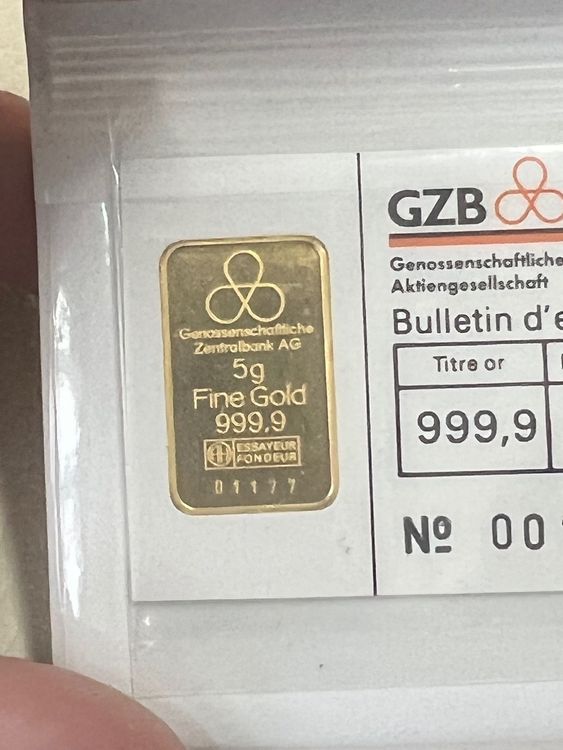 Genossenschaftliche
Zentralbank AG
5g
Fine Gold
999.9
ESSAYEUR
FONDEUR
01177
GZB
Genossenschaftliche
Aktiengesellschaft
Bulletin d'e
Titre or
999,9
Nº 00